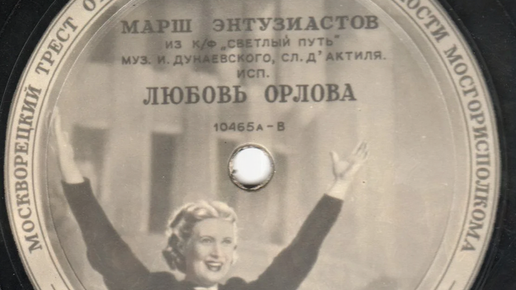 МАРШ ЭНТУЗИАСТОВ
ИЗ К/Ф „СВЕТЛЫЙ ПУТЬ"
МУЗ. И. ДУНАЕВСКОГО, СЛ. Д'АКТИЛЯ.
ИСП.
ЛЮБОВЬ ОРЛОВА
10465А-В
МОСКВОРЕЦКИЙ ТРЕСТ
МОСГОРИСПОЛКОМА